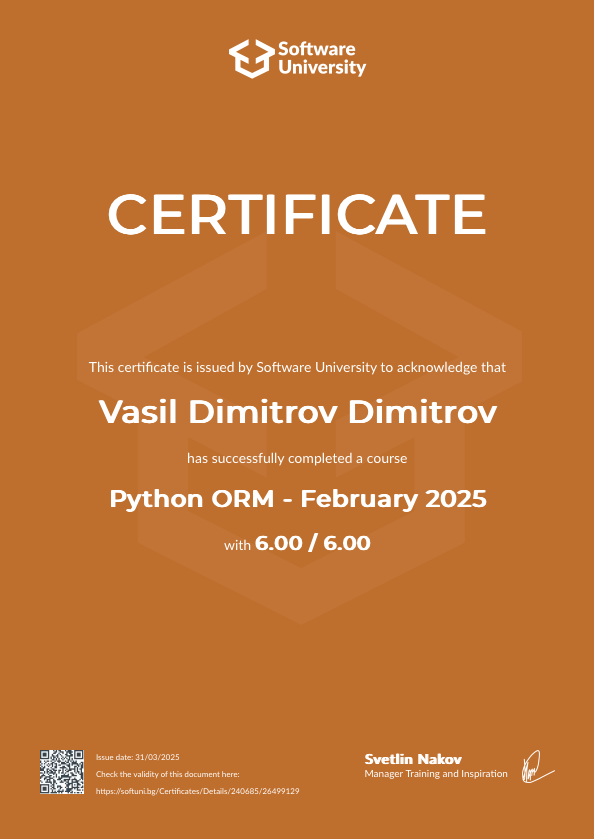 Software
University
CERTIFICATE
This certificate is issued by Software University to acknowledge that
Vasil Dimitrov Dimitrov
has successfully completed a course
Python ORM - February 2025
with 6.00 / 6.00
Issue date: 31/03/2025
Check the validity of this document here:
https://softuni.bg/Certificates/Details/240685/26499129
Svetlin Nakov
Manager Training and Inspiration